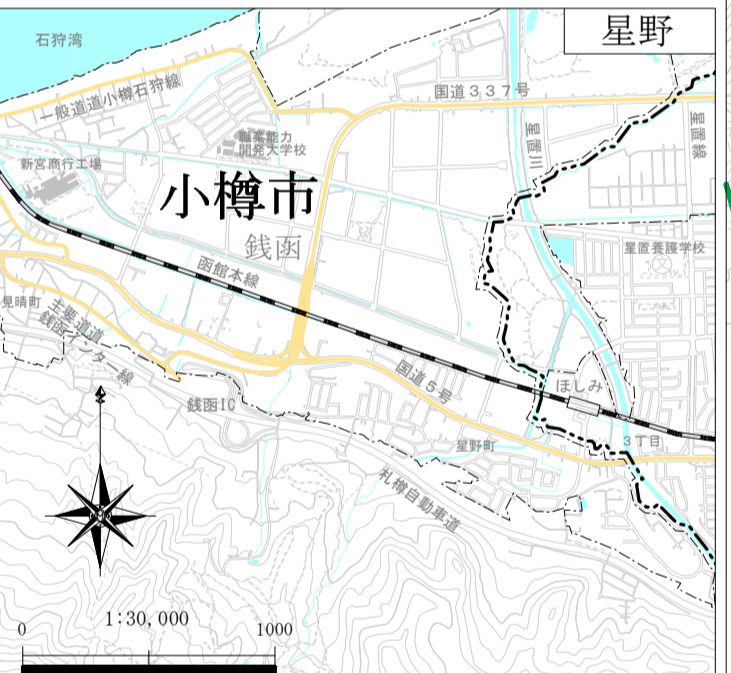 星野
石狩湾
一般道道小樽石狩線
国道337号
星置川
星置線
職業能力
開発大学校
新宮商行工場
小樽市
銭函
星置養護学校
函館本線
見晴町
主要道道
銭函インター線
国道5号
ほしみ
銭函IC
星野町
3丁目
札樽自動車道
1:30,000
0
1000